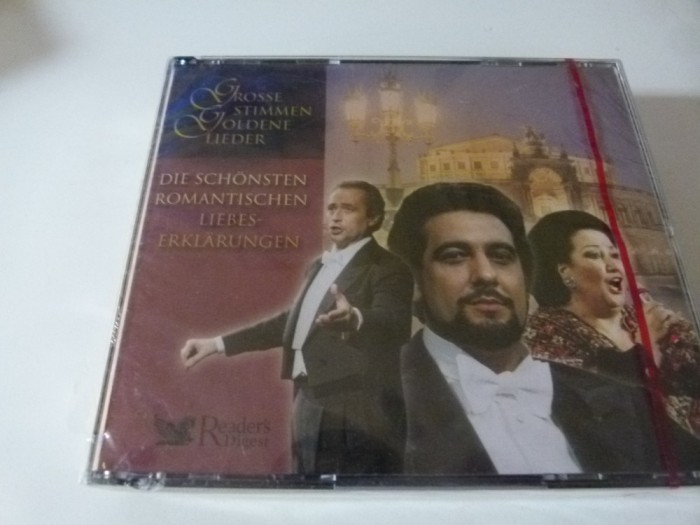 GROSSE
STIMMEN
GOLDENE
LIEDER
DIE SCHÖNSTEN
ROMANTISCHEN
LIEBES-
ERKLÄRUNGEN
Reader's
Digest